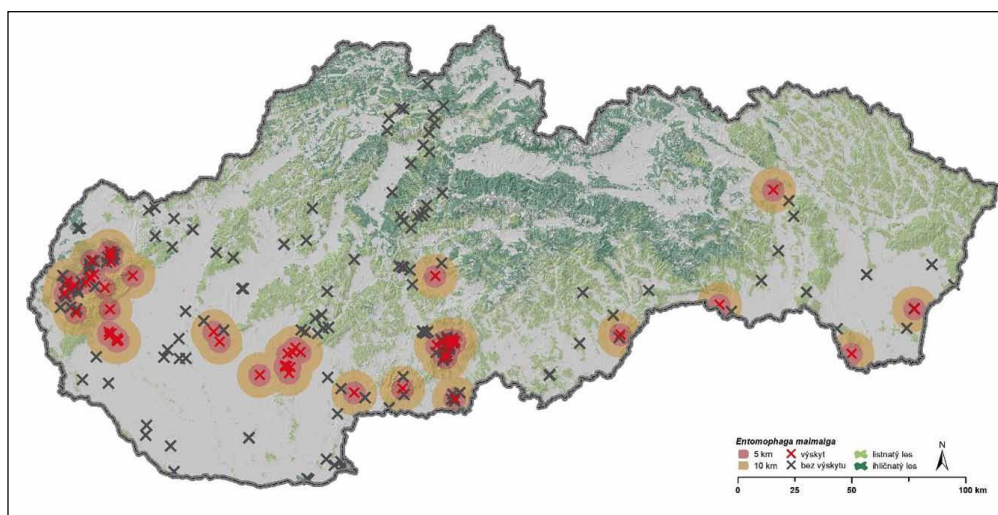 Entomophaga maimaiga
5 km výskyt listnatý les
10 km bez výskytu ihličnatý les
N
0 25 50 100 km